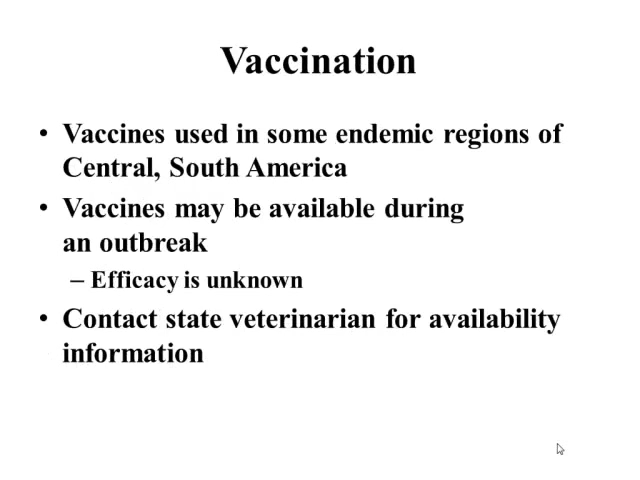 Vaccination
• Vaccines used in some endemic regions of
Central, South America
• Vaccines may be available during
an outbreak
– Efficacy is unknown
• Contact state veterinarian for availability
information